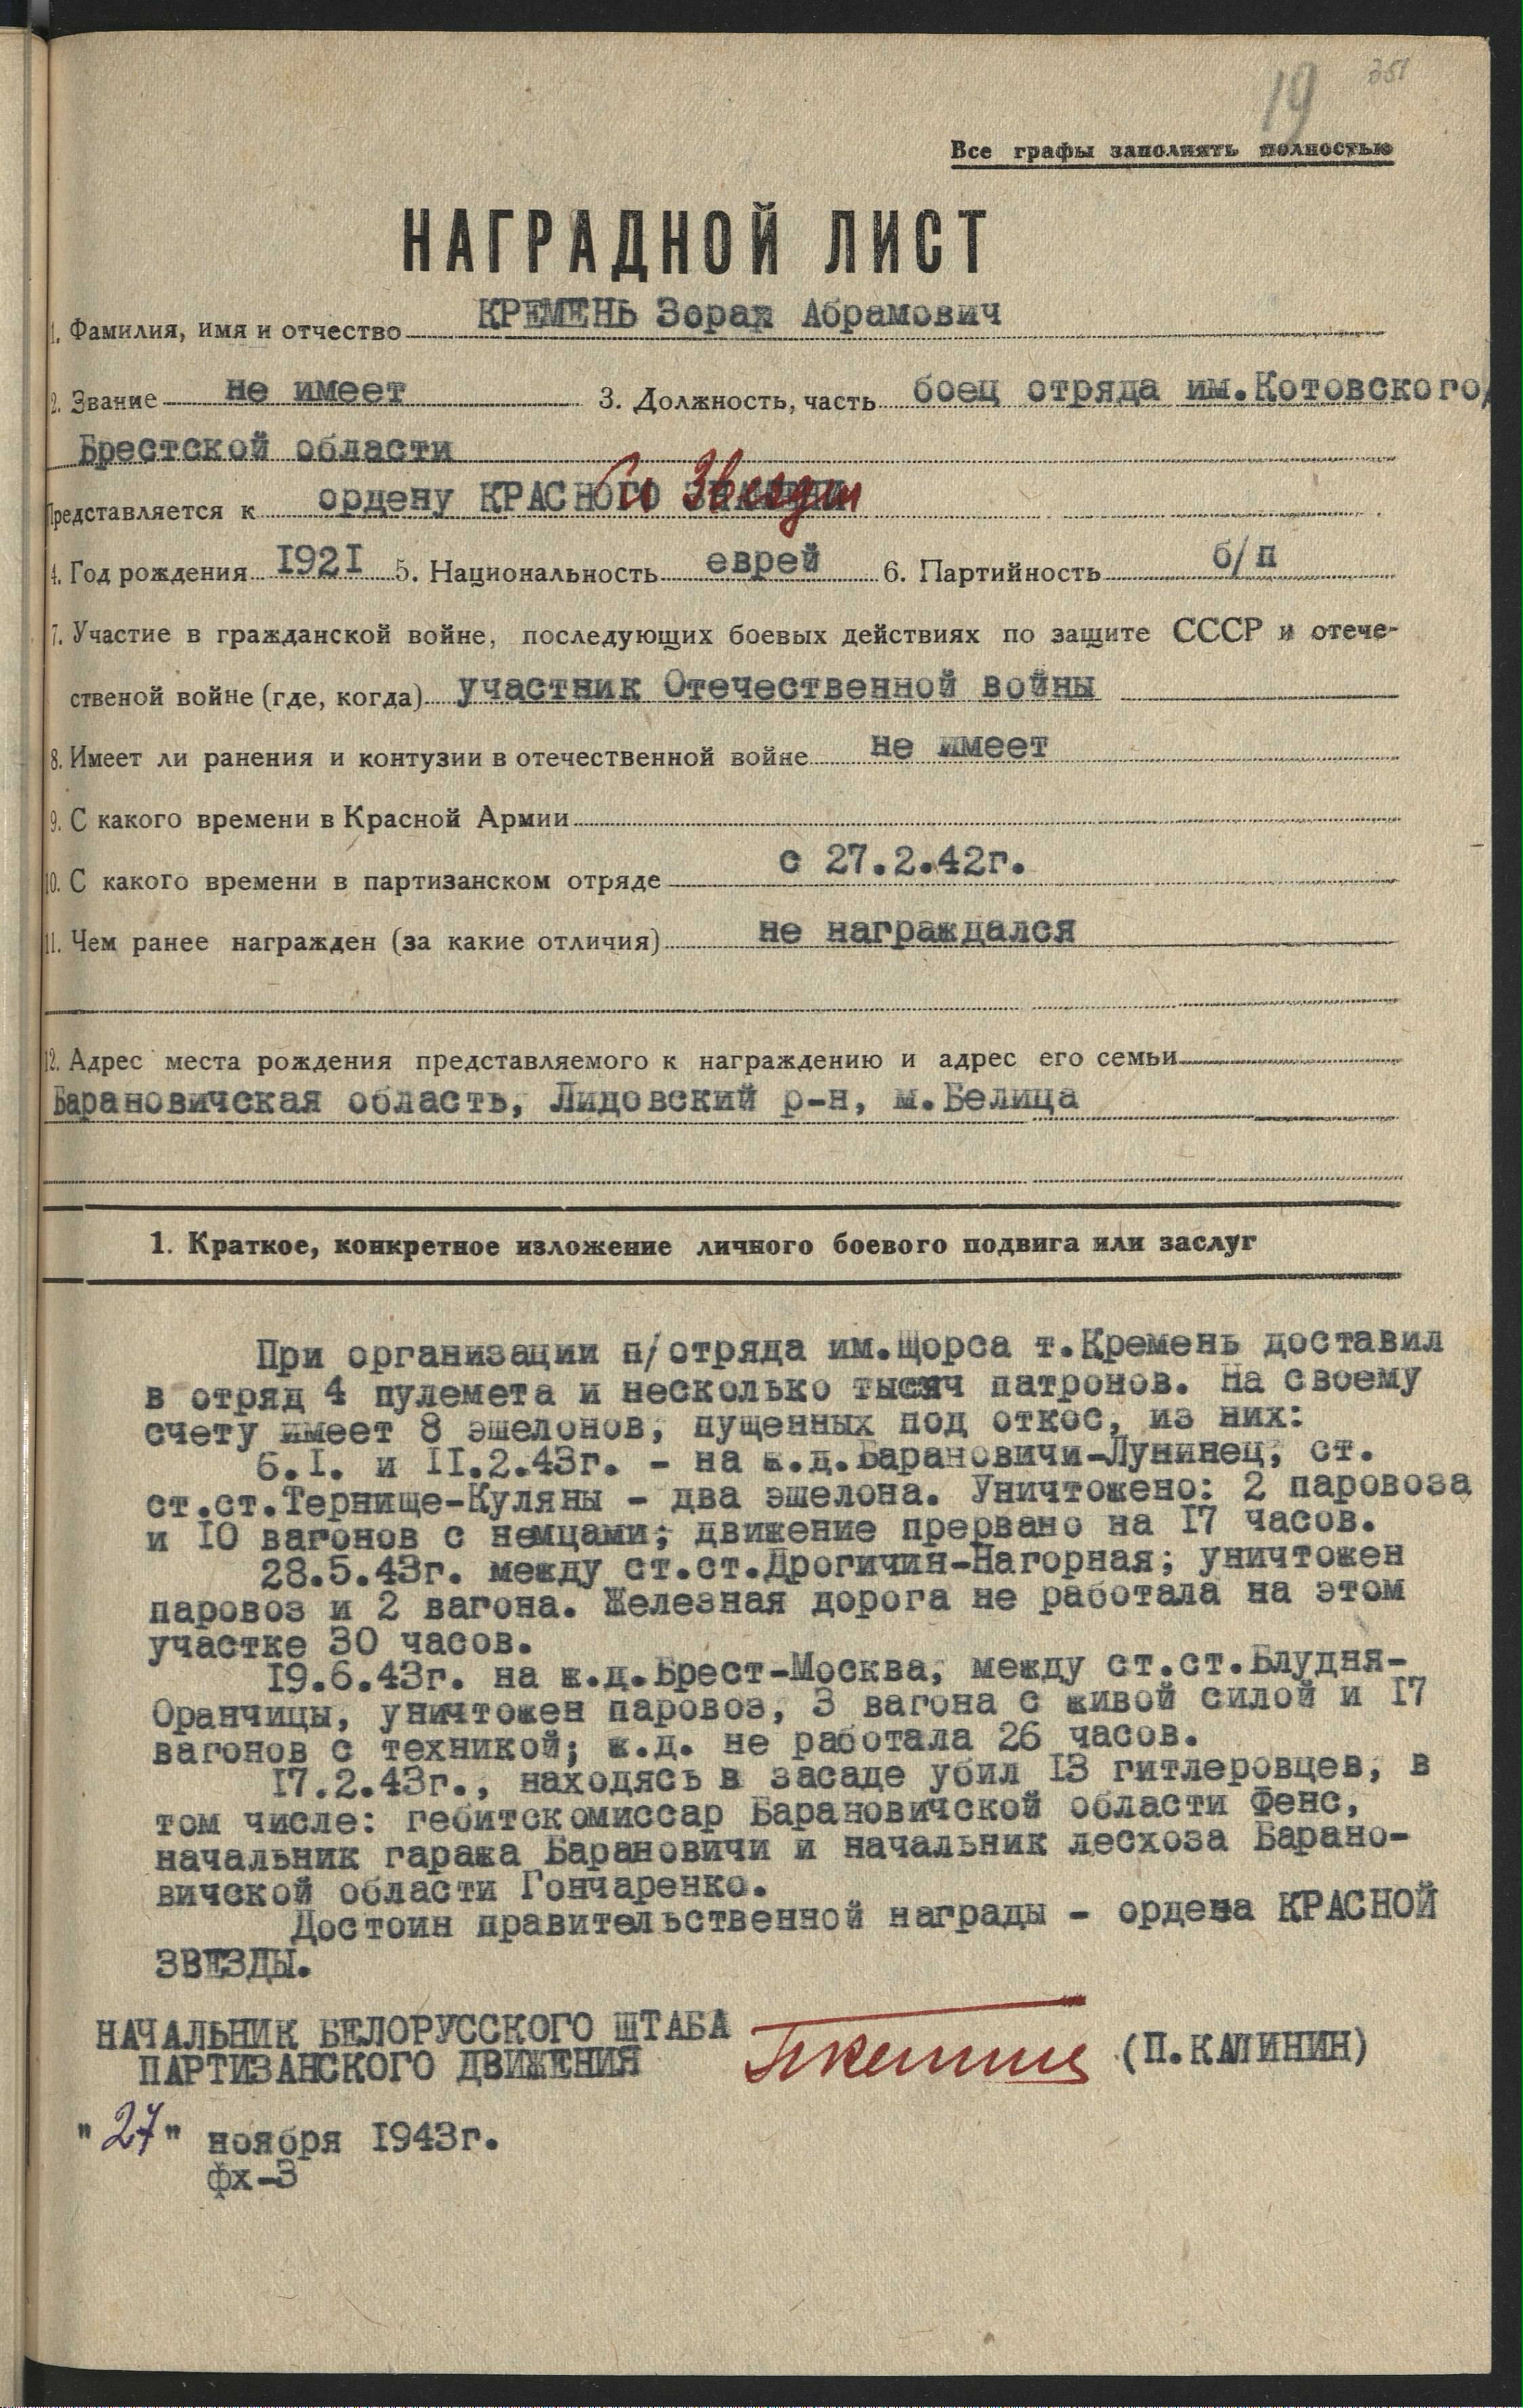 19 351
Все графы заполнять полностью
НАГРАДНОЙ ЛИСТ
1. Фамилия, имя и отчество КРЕМЕНЬ Зорах Абрамович
2. Звание не имеет 3. Должность, часть боец отряда им.Котовского,
Брестской области
Представляется к ордену КРАСНОЙ Звезды
4. Год рождения I92I 5. Национальность еврей 6. Партийность б/п
7. Участие в гражданской войне, последующих боевых действиях по защите СССР и отече-
ственой войне (где, когда) участник Отечественной войны
8. Имеет ли ранения и контузии в отечественной войне не имеет
9. С какого времени в Красной Армии
10. С какого времени в партизанском отряде с 27.2.42г.
11. Чем ранее награжден (за какие отличия) не награждался
12. Адрес места рождения представляемого к награждению и адрес его семьи
Барановичская область, Лидовский р-н, м.Белица
1. Краткое, конкретное изложение личного боевого подвига или заслуг
При организации п/отряда им.Щорса т.Кремень доставил
в отряд 4 пулемета и несколько тысяч патронов. На своему
счету имеет 8 эшелонов, пущенных под откос, из них:
6.I. и II.2.43г. - на ж.д.Барановичи-Лунинец, ст.
ст.ст.Тернище-Куляны - два эшелона. Уничтожено: 2 паровоза
и IO вагонов с немцами; движение прервано на I7 часов.
28.5.43г. между ст.ст.Дрогичин-Нагорная; уничтожен
паровоз и 2 вагона. Железная дорога не работала на этом
участке 30 часов.
I9.6.43г. на ж.д.Брест-Москва, между ст.ст.Блудня-
Оранчицы, уничтожен паровоз, 3 вагона с живой силой и I7
вагонов с техникой; ж.д. не работала 26 часов.
I7.2.43г., находясь в засаде убил I3 гитлеровцев, в
том числе: гебитскомиссар Барановичской области Фенс,
начальник гаража Барановичи и начальник лесхоза Барано-
вичской области Гончаренко.
Достоин правительственной награды - ордена КРАСНОЙ
ЗВЕЗДЫ.
НАЧАЛЬНИК БЕЛОРУССКОГО ШТАБА
ПАРТИЗАНСКОГО ДВИЖЕНИЯ (П.КАЛИНИН)
"27" ноября I943г.
фх-3